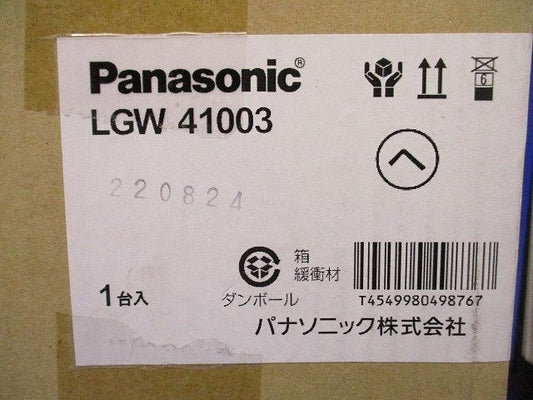 Panasonic®
LGW 41003
6
220824
箱
緩衝材
ダンボール
1台入
T4549980498767
パナソニック株式会社